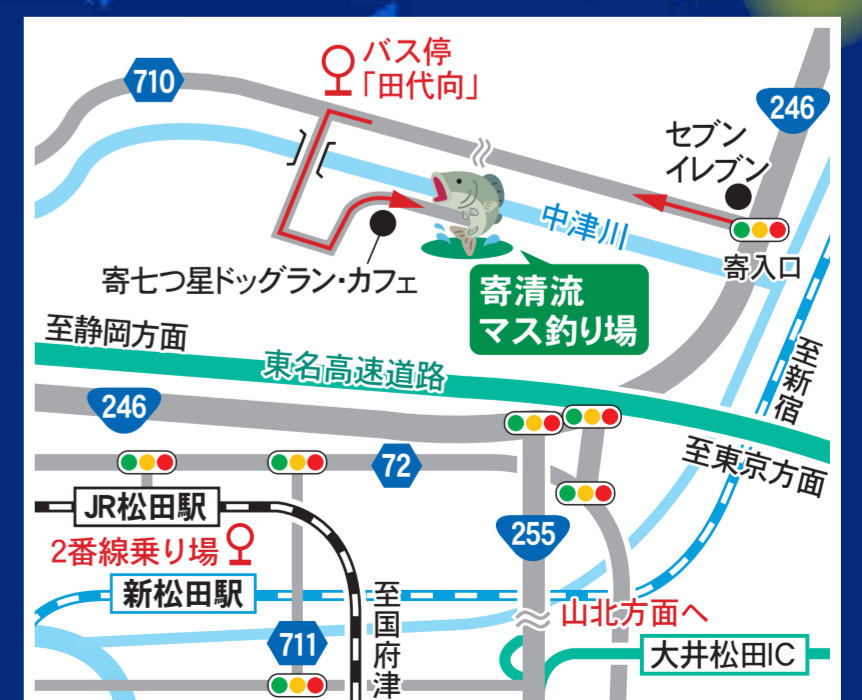 バス停
「田代向」
710
246
セブン
イレブン
中津川
寄入口
寄七つ星ドッグラン・カフェ
寄清流
マス釣り場
至静岡方面
東名高速道路
至新宿
246
72
至東京方面
JR松田駅
255
2番線乗り場
新松田駅
至国府津
山北方面へ
711
大井松田IC